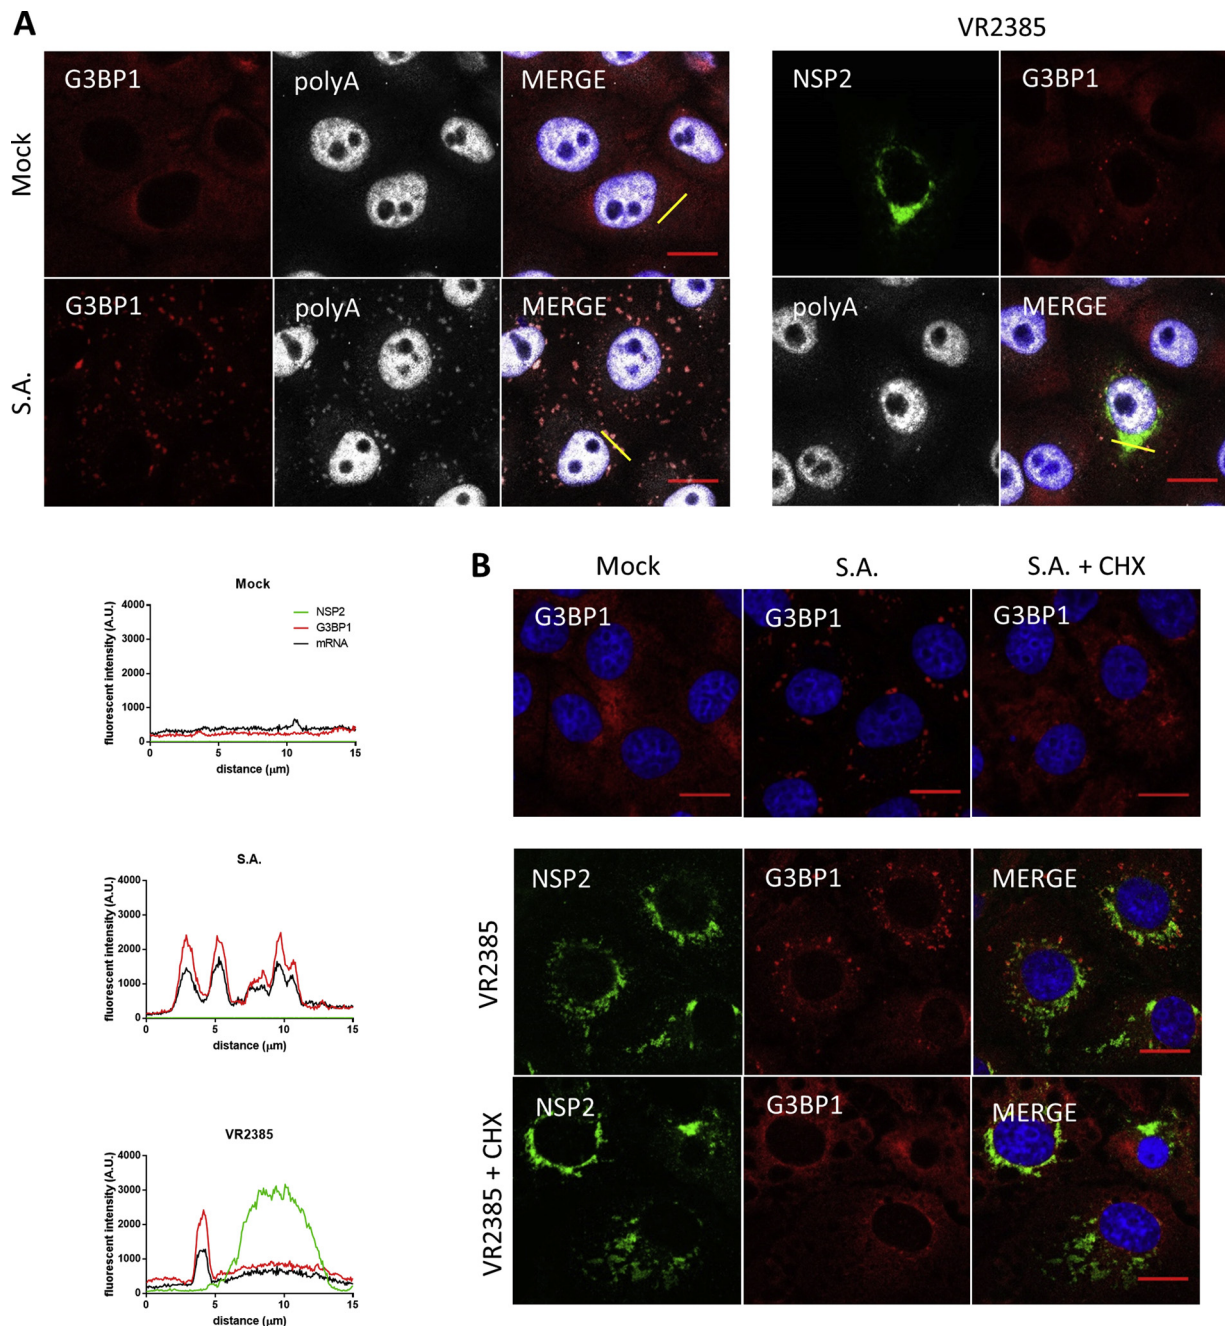 A
VR2385
Mock
G3BP1
polyA
MERGE
NSP2
G3BP1
S.A.
G3BP1
polyA
MERGE
polyA
MERGE
Mock
fluorescent intensity (A.U.)
4000
3000
2000
1000
0
0 5 10 15
distance (μm)
NSP2
G3BP1
mRNA
S.A.
fluorescent intensity (A.U.)
4000
3000
2000
1000
0
0 5 10 15
distance (μm)
VR2385
fluorescent intensity (A.U.)
4000
3000
2000
1000
0
0 5 10 15
distance (μm)
B
Mock
S.A.
S.A. + CHX
G3BP1
G3BP1
G3BP1
VR2385
NSP2
G3BP1
MERGE
VR2385 + CHX
NSP2
G3BP1
MERGE